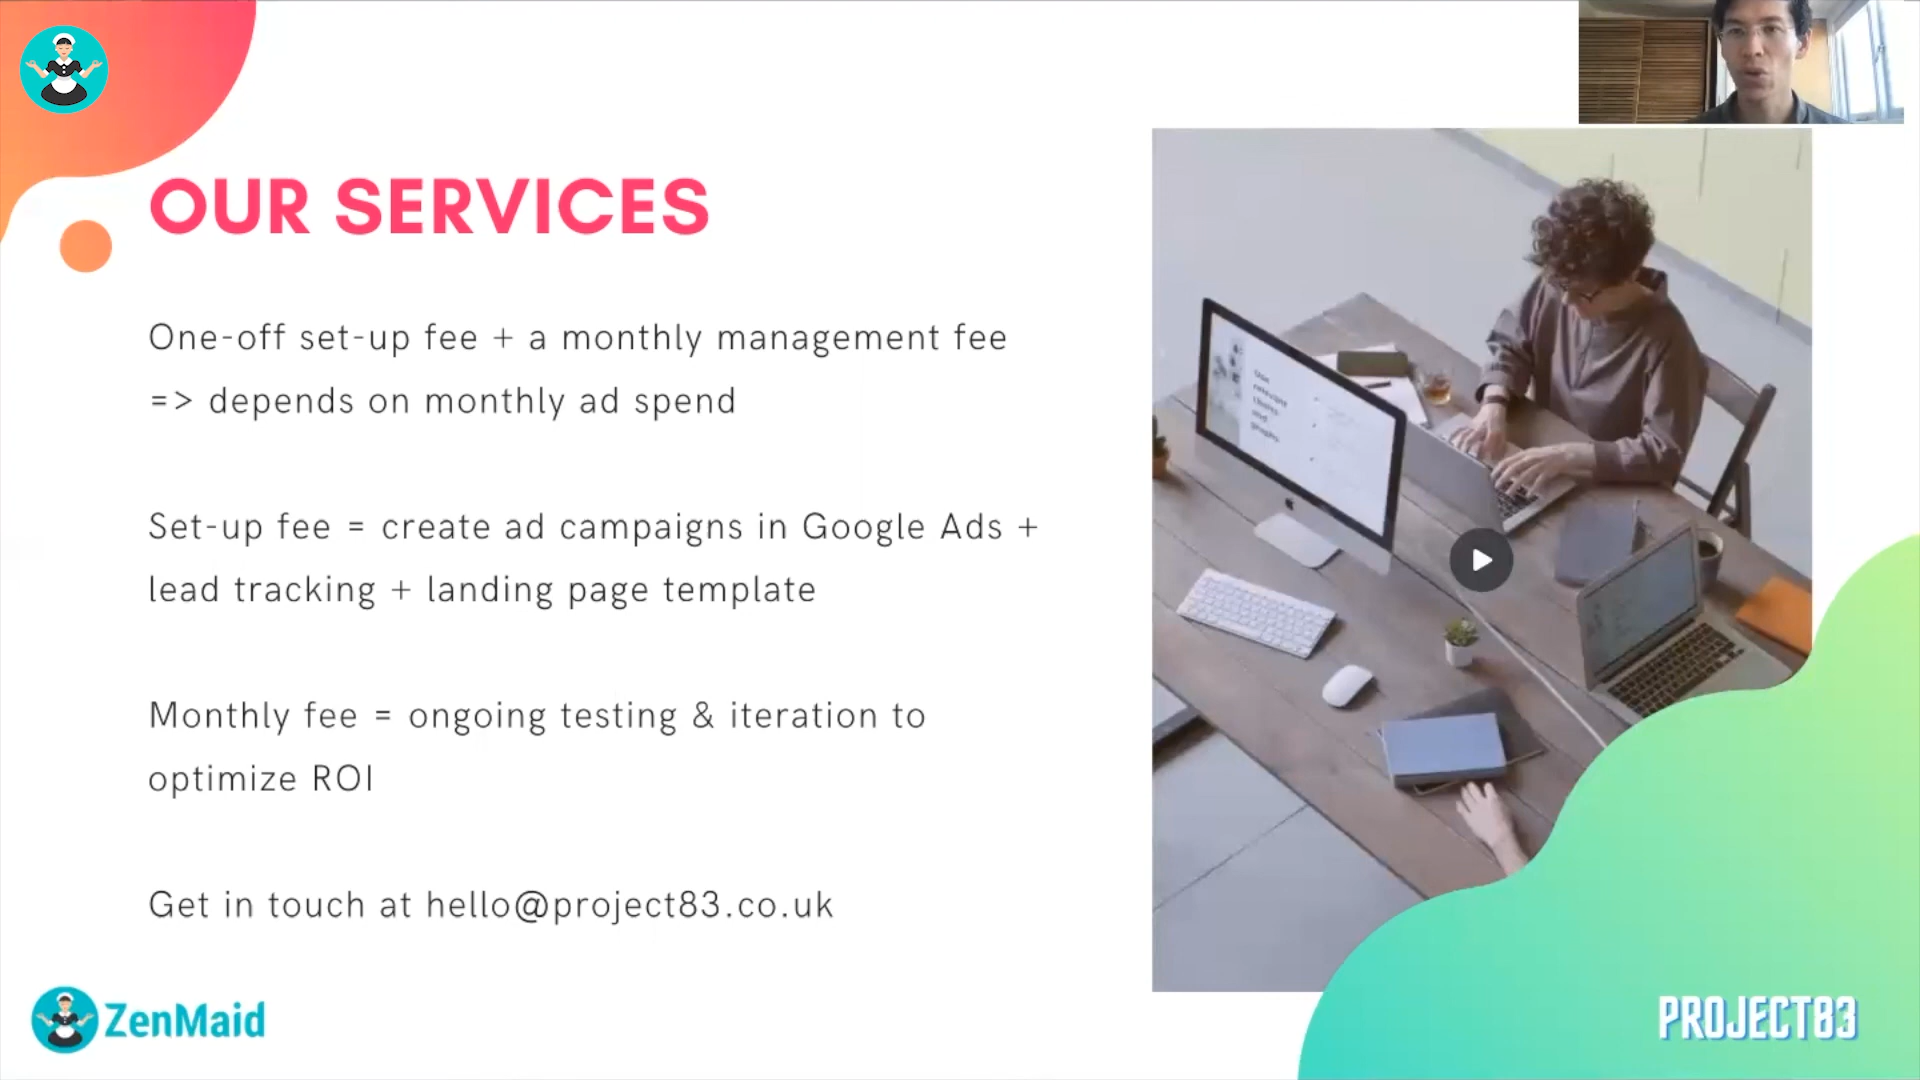 OUR SERVICES
One-off set-up fee + a monthly management fee
=> depends on monthly ad spend
Set-up fee = create ad campaigns in Google Ads +
lead tracking + landing page template
Monthly fee = ongoing testing & iteration to
optimize ROI
Get in touch at hello@project83.co.uk
ZenMaid
PROJECT83